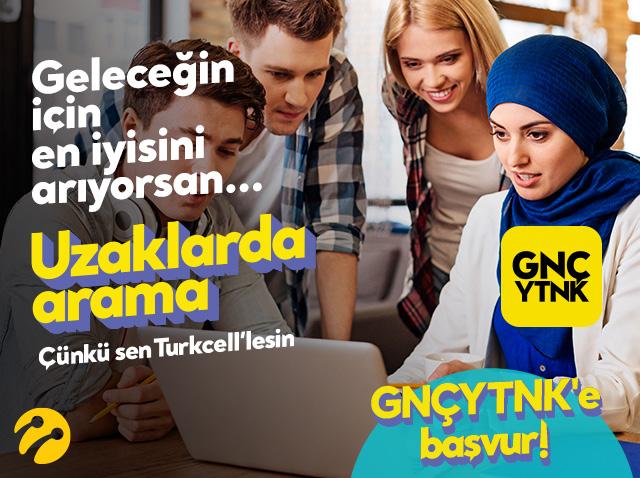 Geleceğin
için
en iyisini
arıyorsan...
Uzaklarda
arama
Çünkü sen Turkcell'lesin
GNÇ
YTNK
GNÇYTNK'e
başvur!